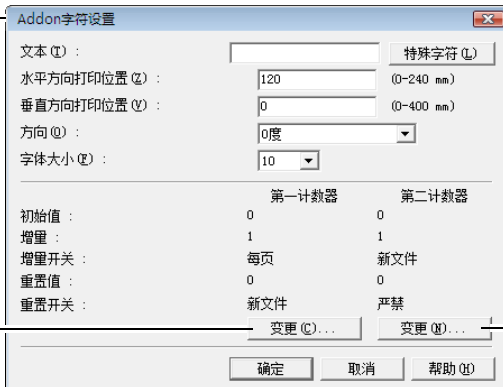 Addon字符设置
文本(T) : 特殊字符(L)
水平方向打印位置(Z) : 120 (0-240 mm)
垂直方向打印位置(V) : 0 (0-400 mm)
方向(O) : 0度
字体大小(F) : 10
第一计数器 第二计数器
初始值 : 0 0
增量 : 1 1
增量开关 : 每页 新文件
重置值 : 0 0
重置开关 : 新文件 严禁
变更(C)... 变更(N)...
确定 取消 帮助(H)